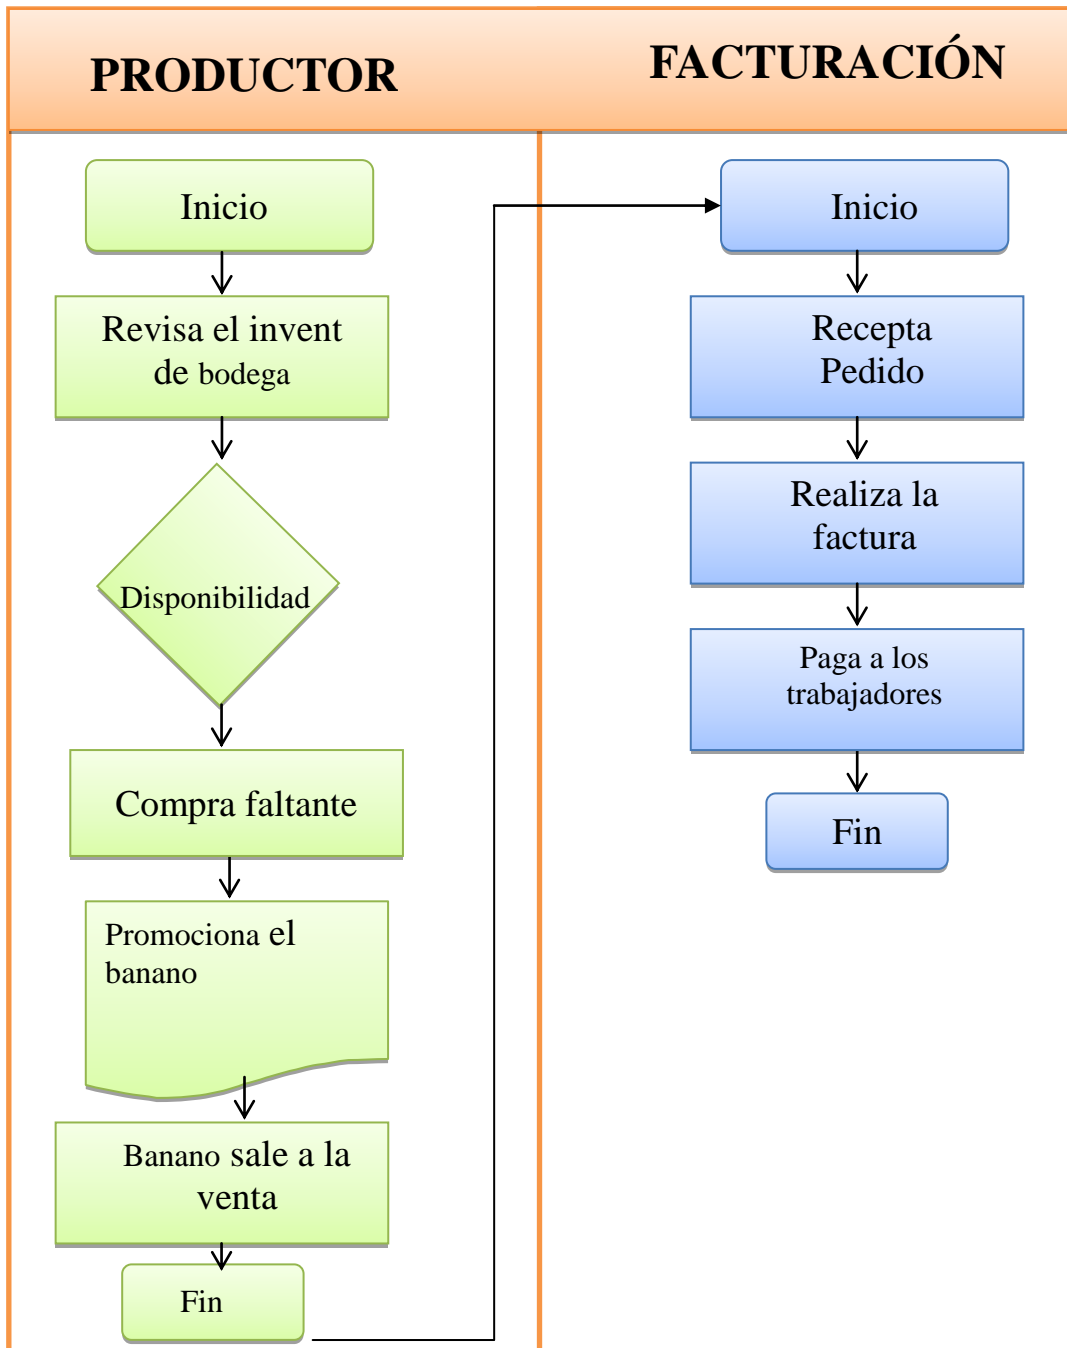 PRODUCTOR
FACTURACIÓN
Inicio
Revisa el invent
de bodega
Disponibilidad
Compra faltante
Promociona el
banano
Banano sale a la
venta
Fin
Inicio
Recepta
Pedido
Realiza la
factura
Paga a los
trabajadores
Fin